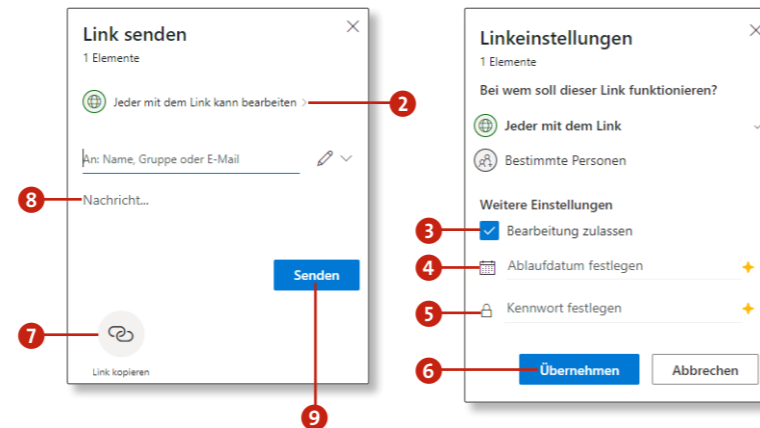 Link senden
1 Elemente
Jeder mit dem Link kann bearbeiten
2
An: Name, Gruppe oder E-Mail
8
Nachricht...
Senden
7
Link kopieren
9
Linkeinstellungen
1 Elemente
Bei wem soll dieser Link funktionieren?
Jeder mit dem Link
Bestimmte Personen
Weitere Einstellungen
3
Bearbeitung zulassen
4
Ablaufdatum festlegen
5
Kennwort festlegen
6
Übernehmen
Abbrechen